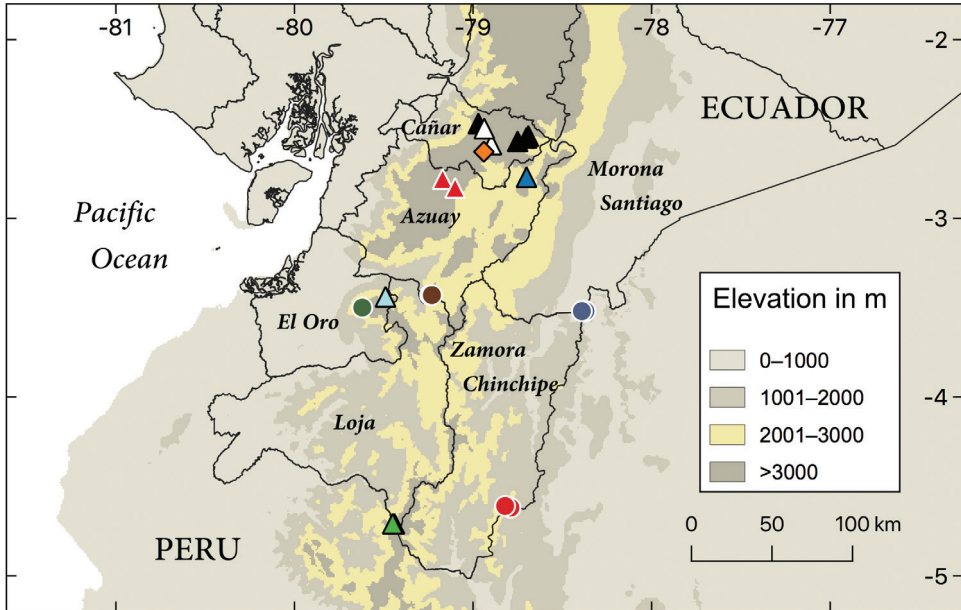 -81
-80
-79
-78
-77
-2
ECUADOR
Cañar
Morona
Santiago
Pacific
Ocean
Azuay
-3
Elevation in m
0–1000
1001–2000
2001–3000
>3000
El Oro
Zamora
Chinchipe
Loja
-4
PERU
0 50 100 km
-5